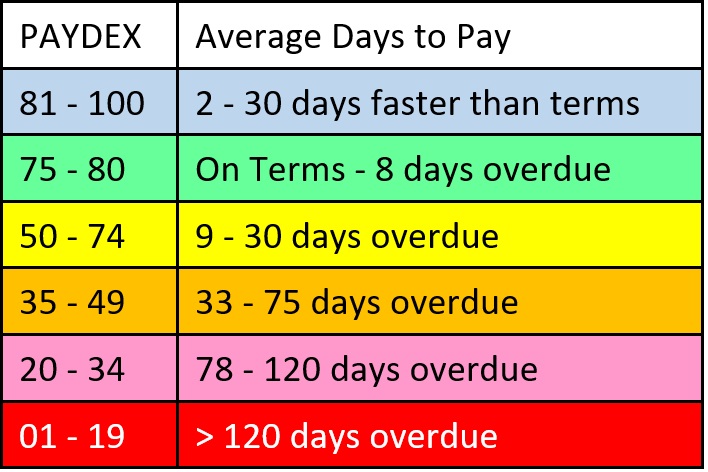 PAYDEX Average Days to Pay
81 - 100 2 - 30 days faster than terms
75 - 80 On Terms - 8 days overdue
50 - 74 9 - 30 days overdue
35 - 49 33 - 75 days overdue
20 - 34 78 - 120 days overdue
01 - 19 > 120 days overdue